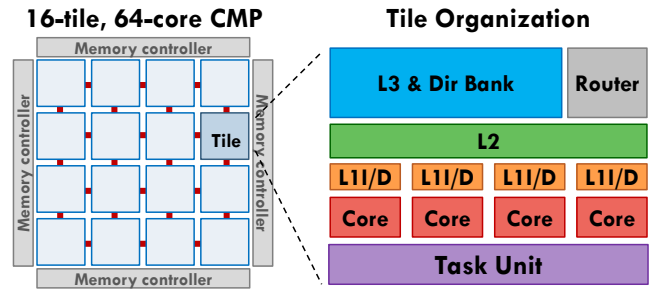 16-tile, 64-core CMP
Memory controller
Memory controller
Memory controller
Tile
Memory controller
Tile Organization
L3 & Dir Bank
Router
L2
L1I/D
L1I/D
L1I/D
L1I/D
Core
Core
Core
Core
Task Unit